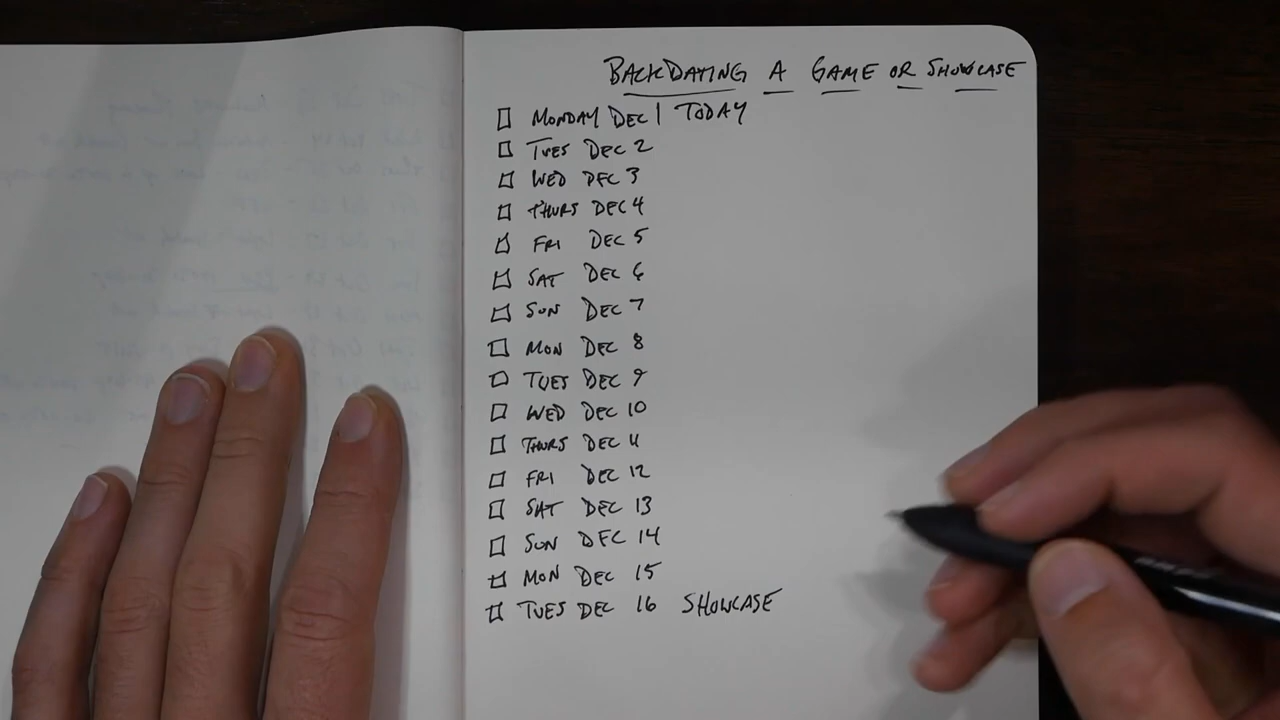 BACKDATING A GAME OR SHOWCASE
MONDAY DEC 1 TODAY
TUES DEC 2
WED DEC 3
THURS DEC 4
FRI DEC 5
SAT DEC 6
SUN DEC 7
MON DEC 8
TUES DEC 9
WED DEC 10
THURS DEC 11
FRI DEC 12
SAT DEC 13
SUN DEC 14
MON DEC 15
TUES DEC 16 SHOWCASE